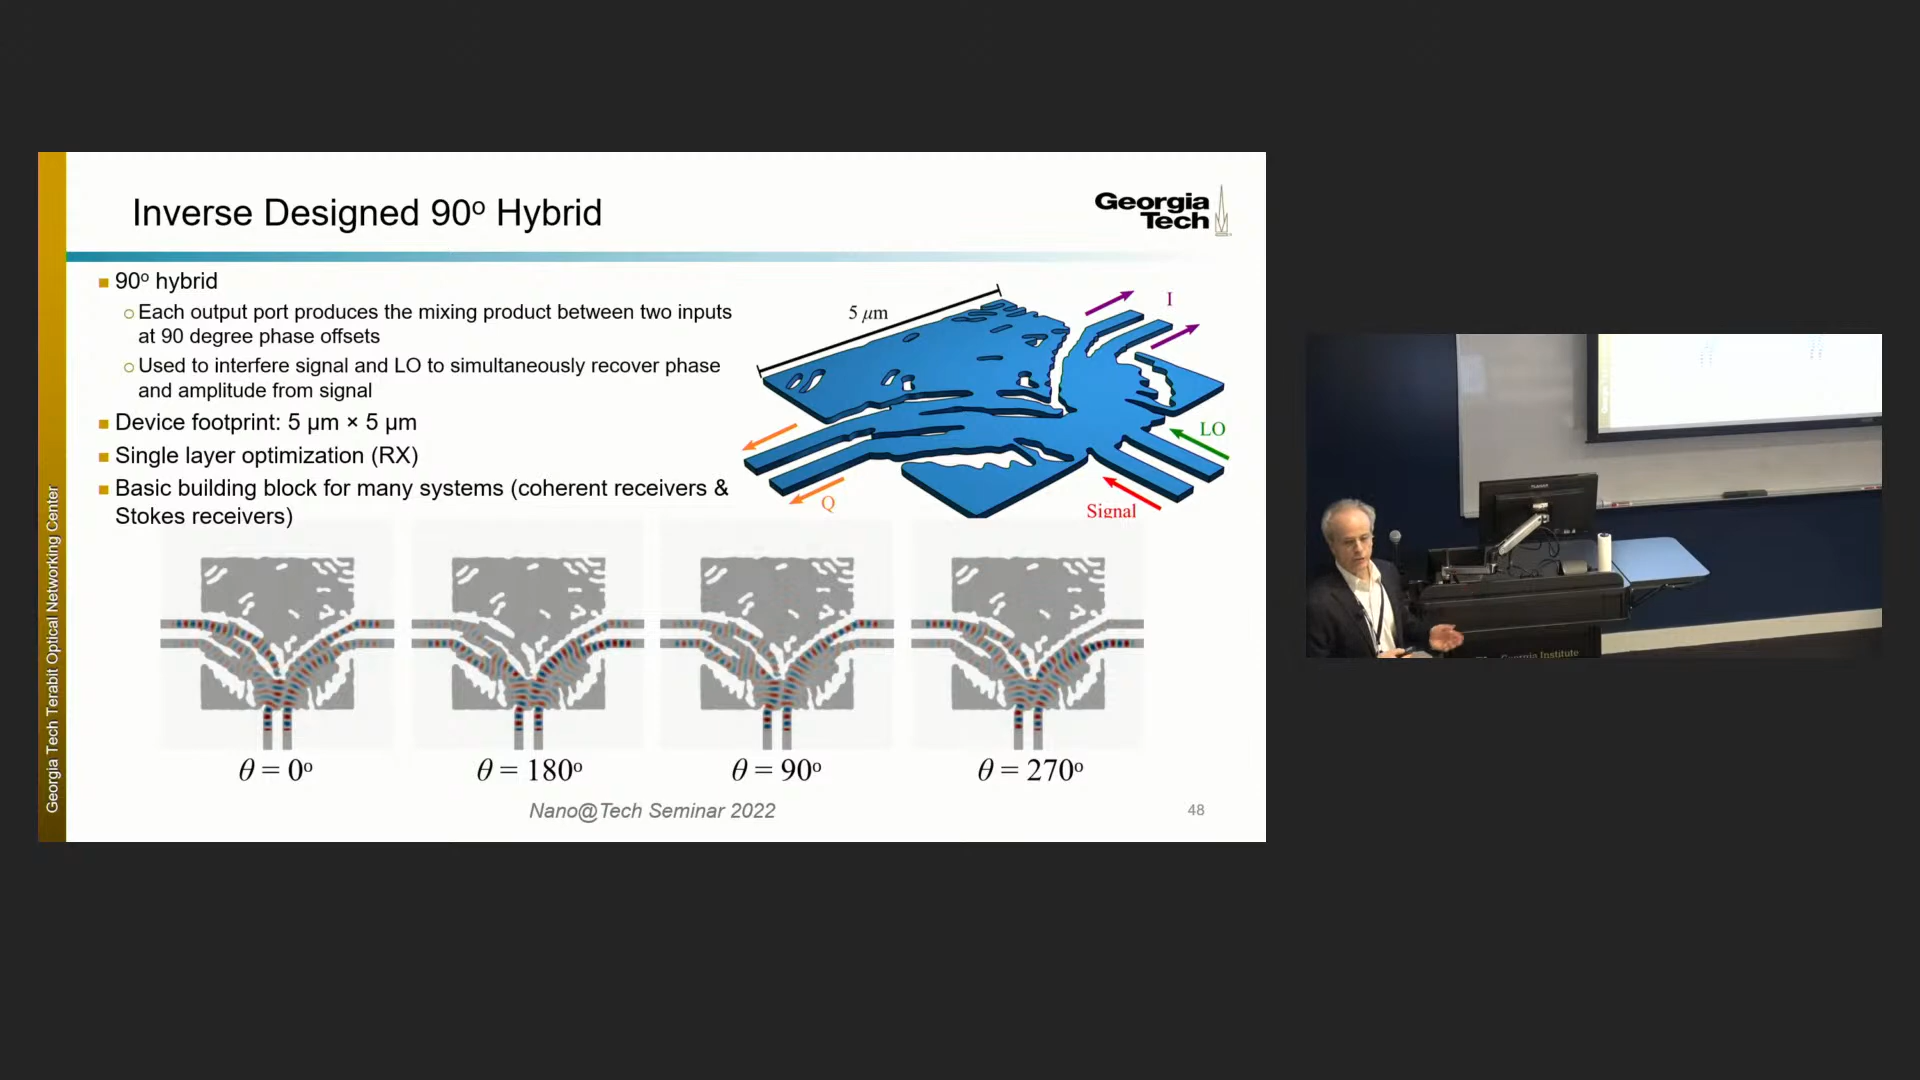 Inverse Designed 90º Hybrid
Georgia
Tech
90º hybrid
Each output port produces the mixing product between two inputs
at 90 degree phase offsets
Used to interfere signal and LO to simultaneously recover phase
and amplitude from signal
Device footprint: 5 μm × 5 μm
Single layer optimization (RX)
Basic building block for many systems (coherent receivers &
Stokes receivers)
5 μm
I
LO
Q
Signal
θ = 0º
θ = 180º
θ = 90º
θ = 270º
Nano@Tech Seminar 2022
48
Georgia Tech Terabit Optical Networking Center
Georgia Institute